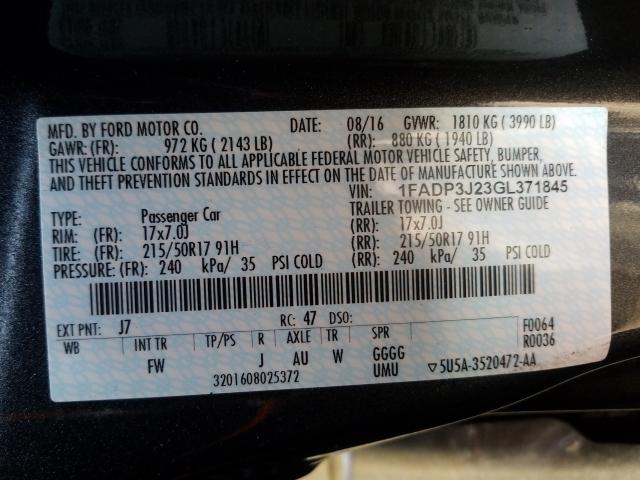 MFD. BY FORD MOTOR CO. DATE: 08/16 GVWR: 1810 KG ( 3990 LB)
GAWR: (FR): 972 KG ( 2143 LB) (RR): 880 KG ( 1940 LB)
THIS VEHICLE CONFORMS TO ALL APPLICABLE FEDERAL MOTOR VEHICLE SAFETY, BUMPER,
AND THEFT PREVENTION STANDARDS IN EFFECT ON THE DATE OF MANUFACTURE SHOWN ABOVE.
VIN: 1FADP3J23GL371845
TYPE: Passenger Car TRAILER TOWING - SEE OWNER GUIDE
RIM: (FR): 17x7.0J (RR): 17x7.0J
TIRE: (FR): 215/50R17 91H (RR): 215/50R17 91H
PRESSURE: (FR): 240 kPa/ 35 PSI COLD (RR): 240 kPa/ 35 PSI COLD
EXT PNT: J7 RC: 47 DSO: F0064
WB INT TR TP/PS R AXLE TR SPR R0036
FW J AU W GGGG
UMU ▽5U5A-3520472-AA
3201608025372